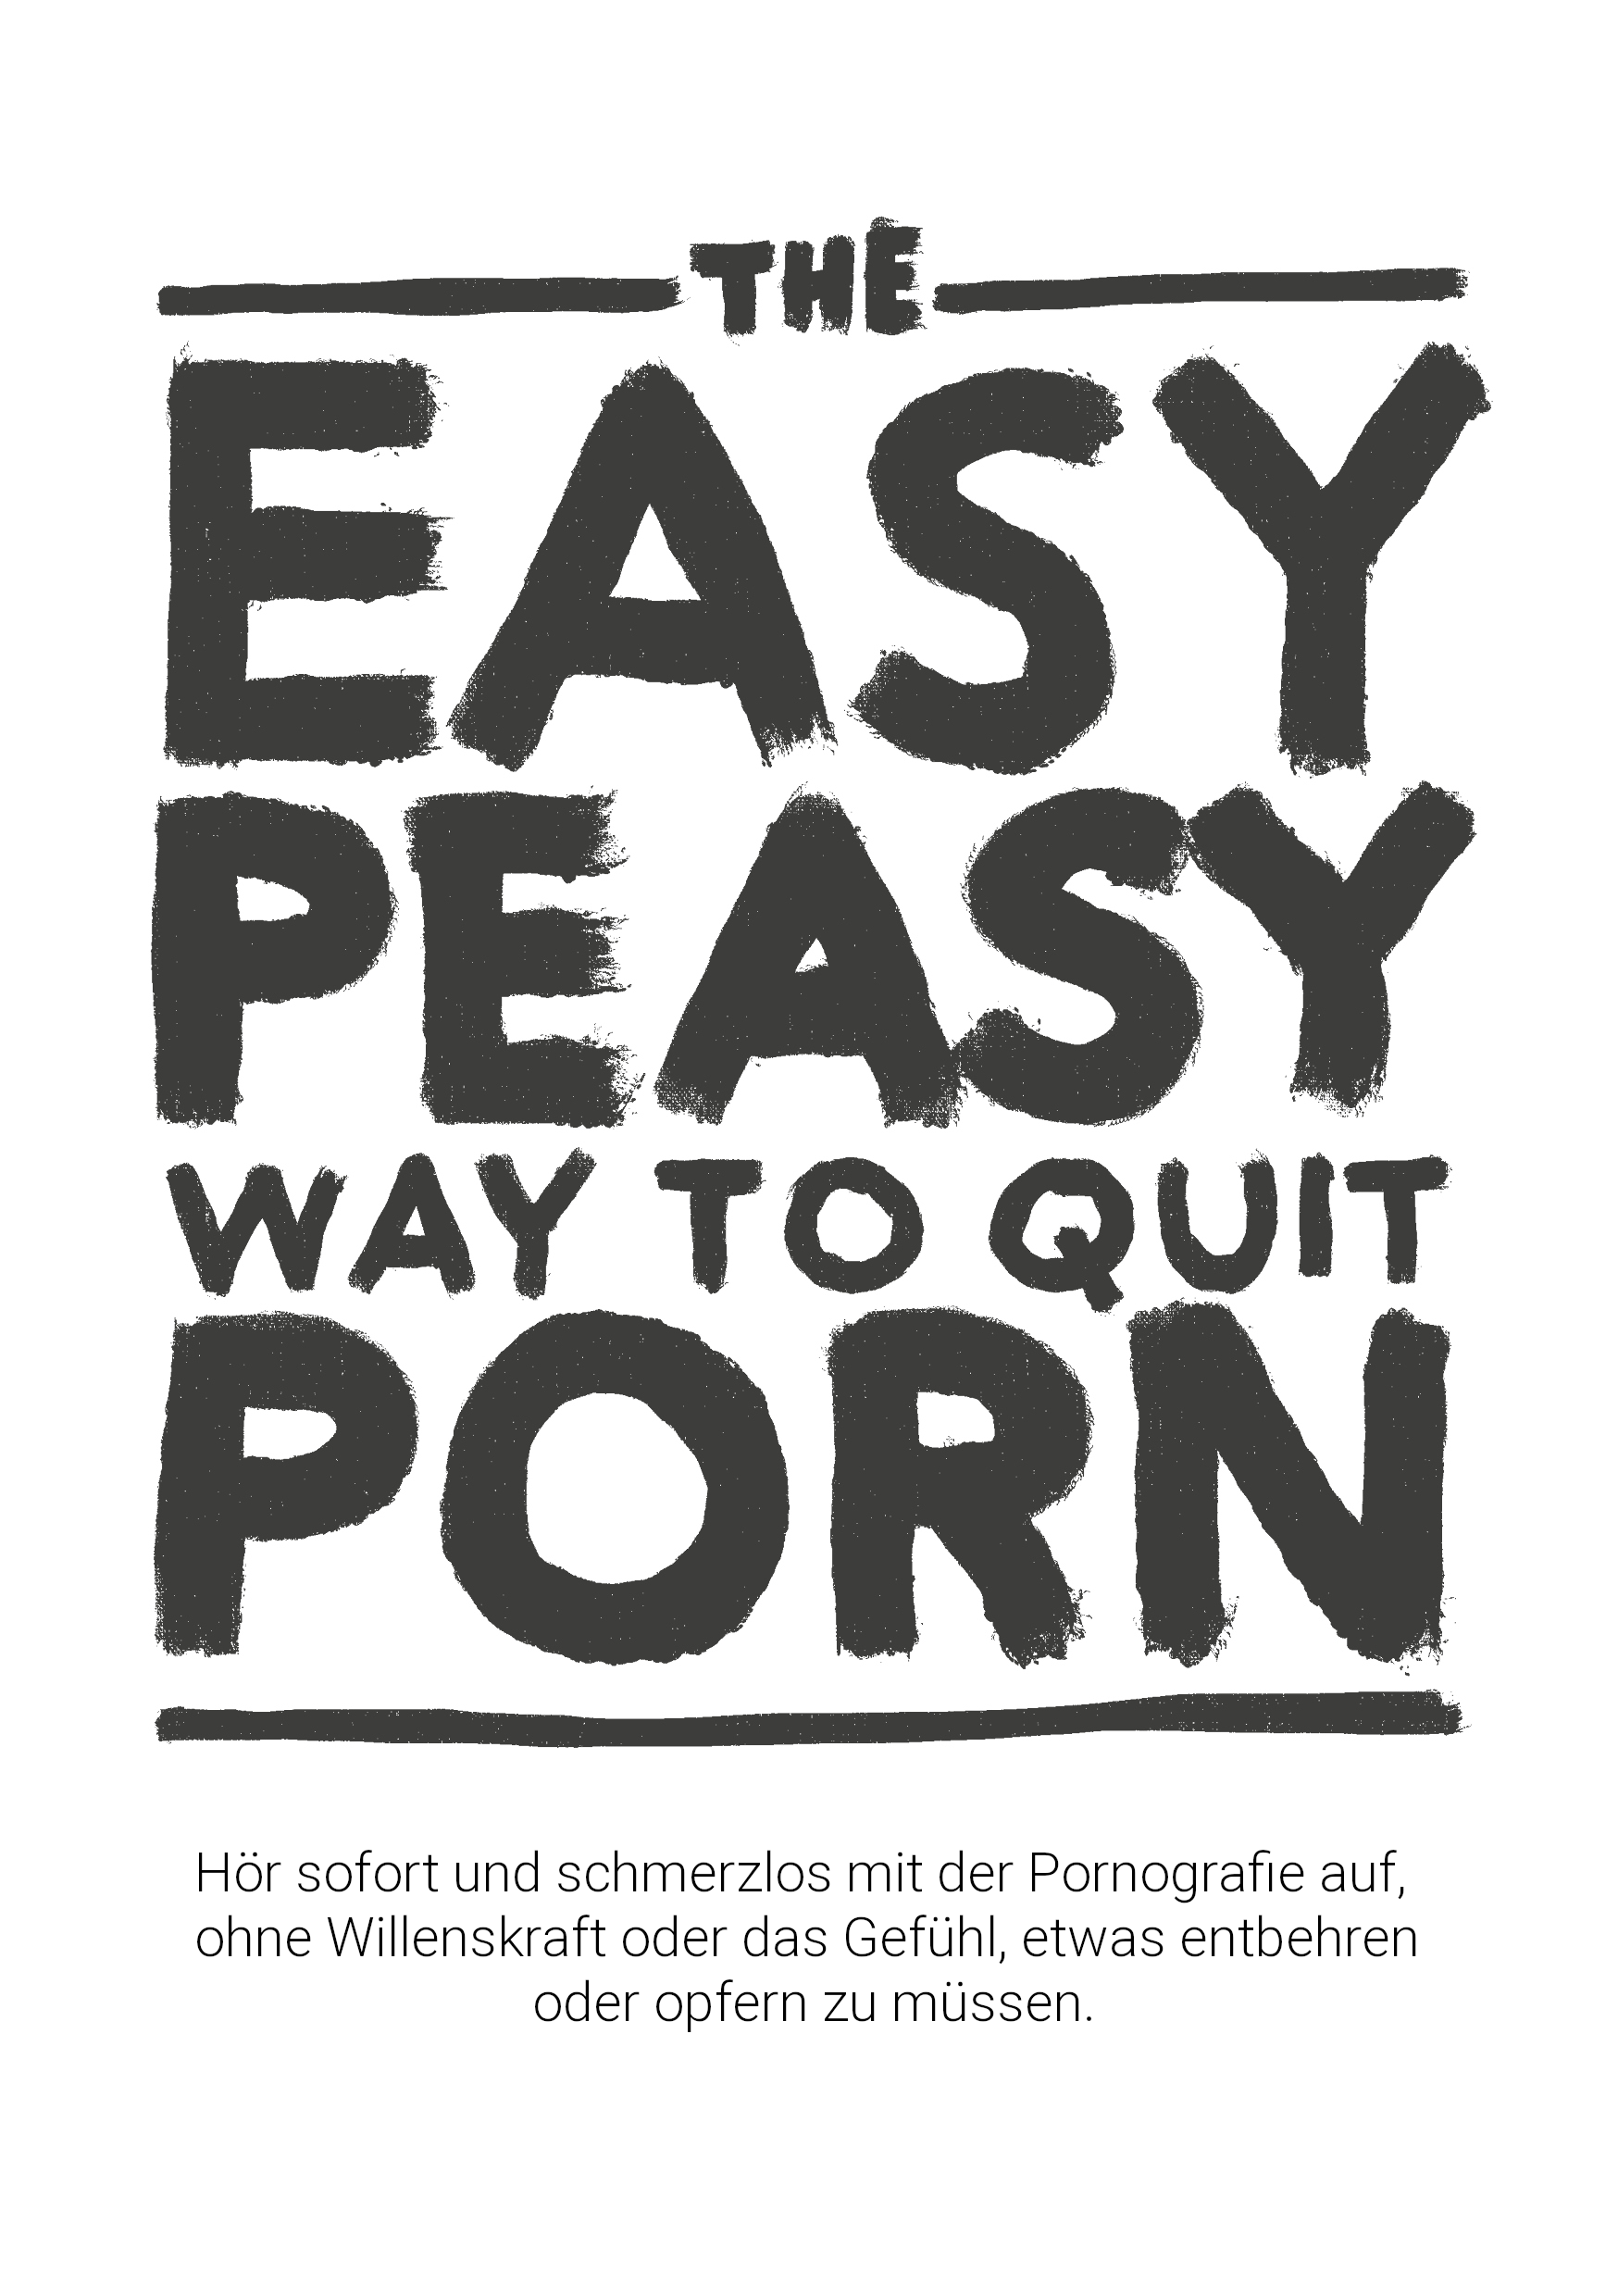 THE
EASY
PEASY
WAY TO QUIT
PORN
Hör sofort und schmerzlos mit der Pornografie auf,
ohne Willenskraft oder das Gefühl, etwas entbehren
oder opfern zu müssen.